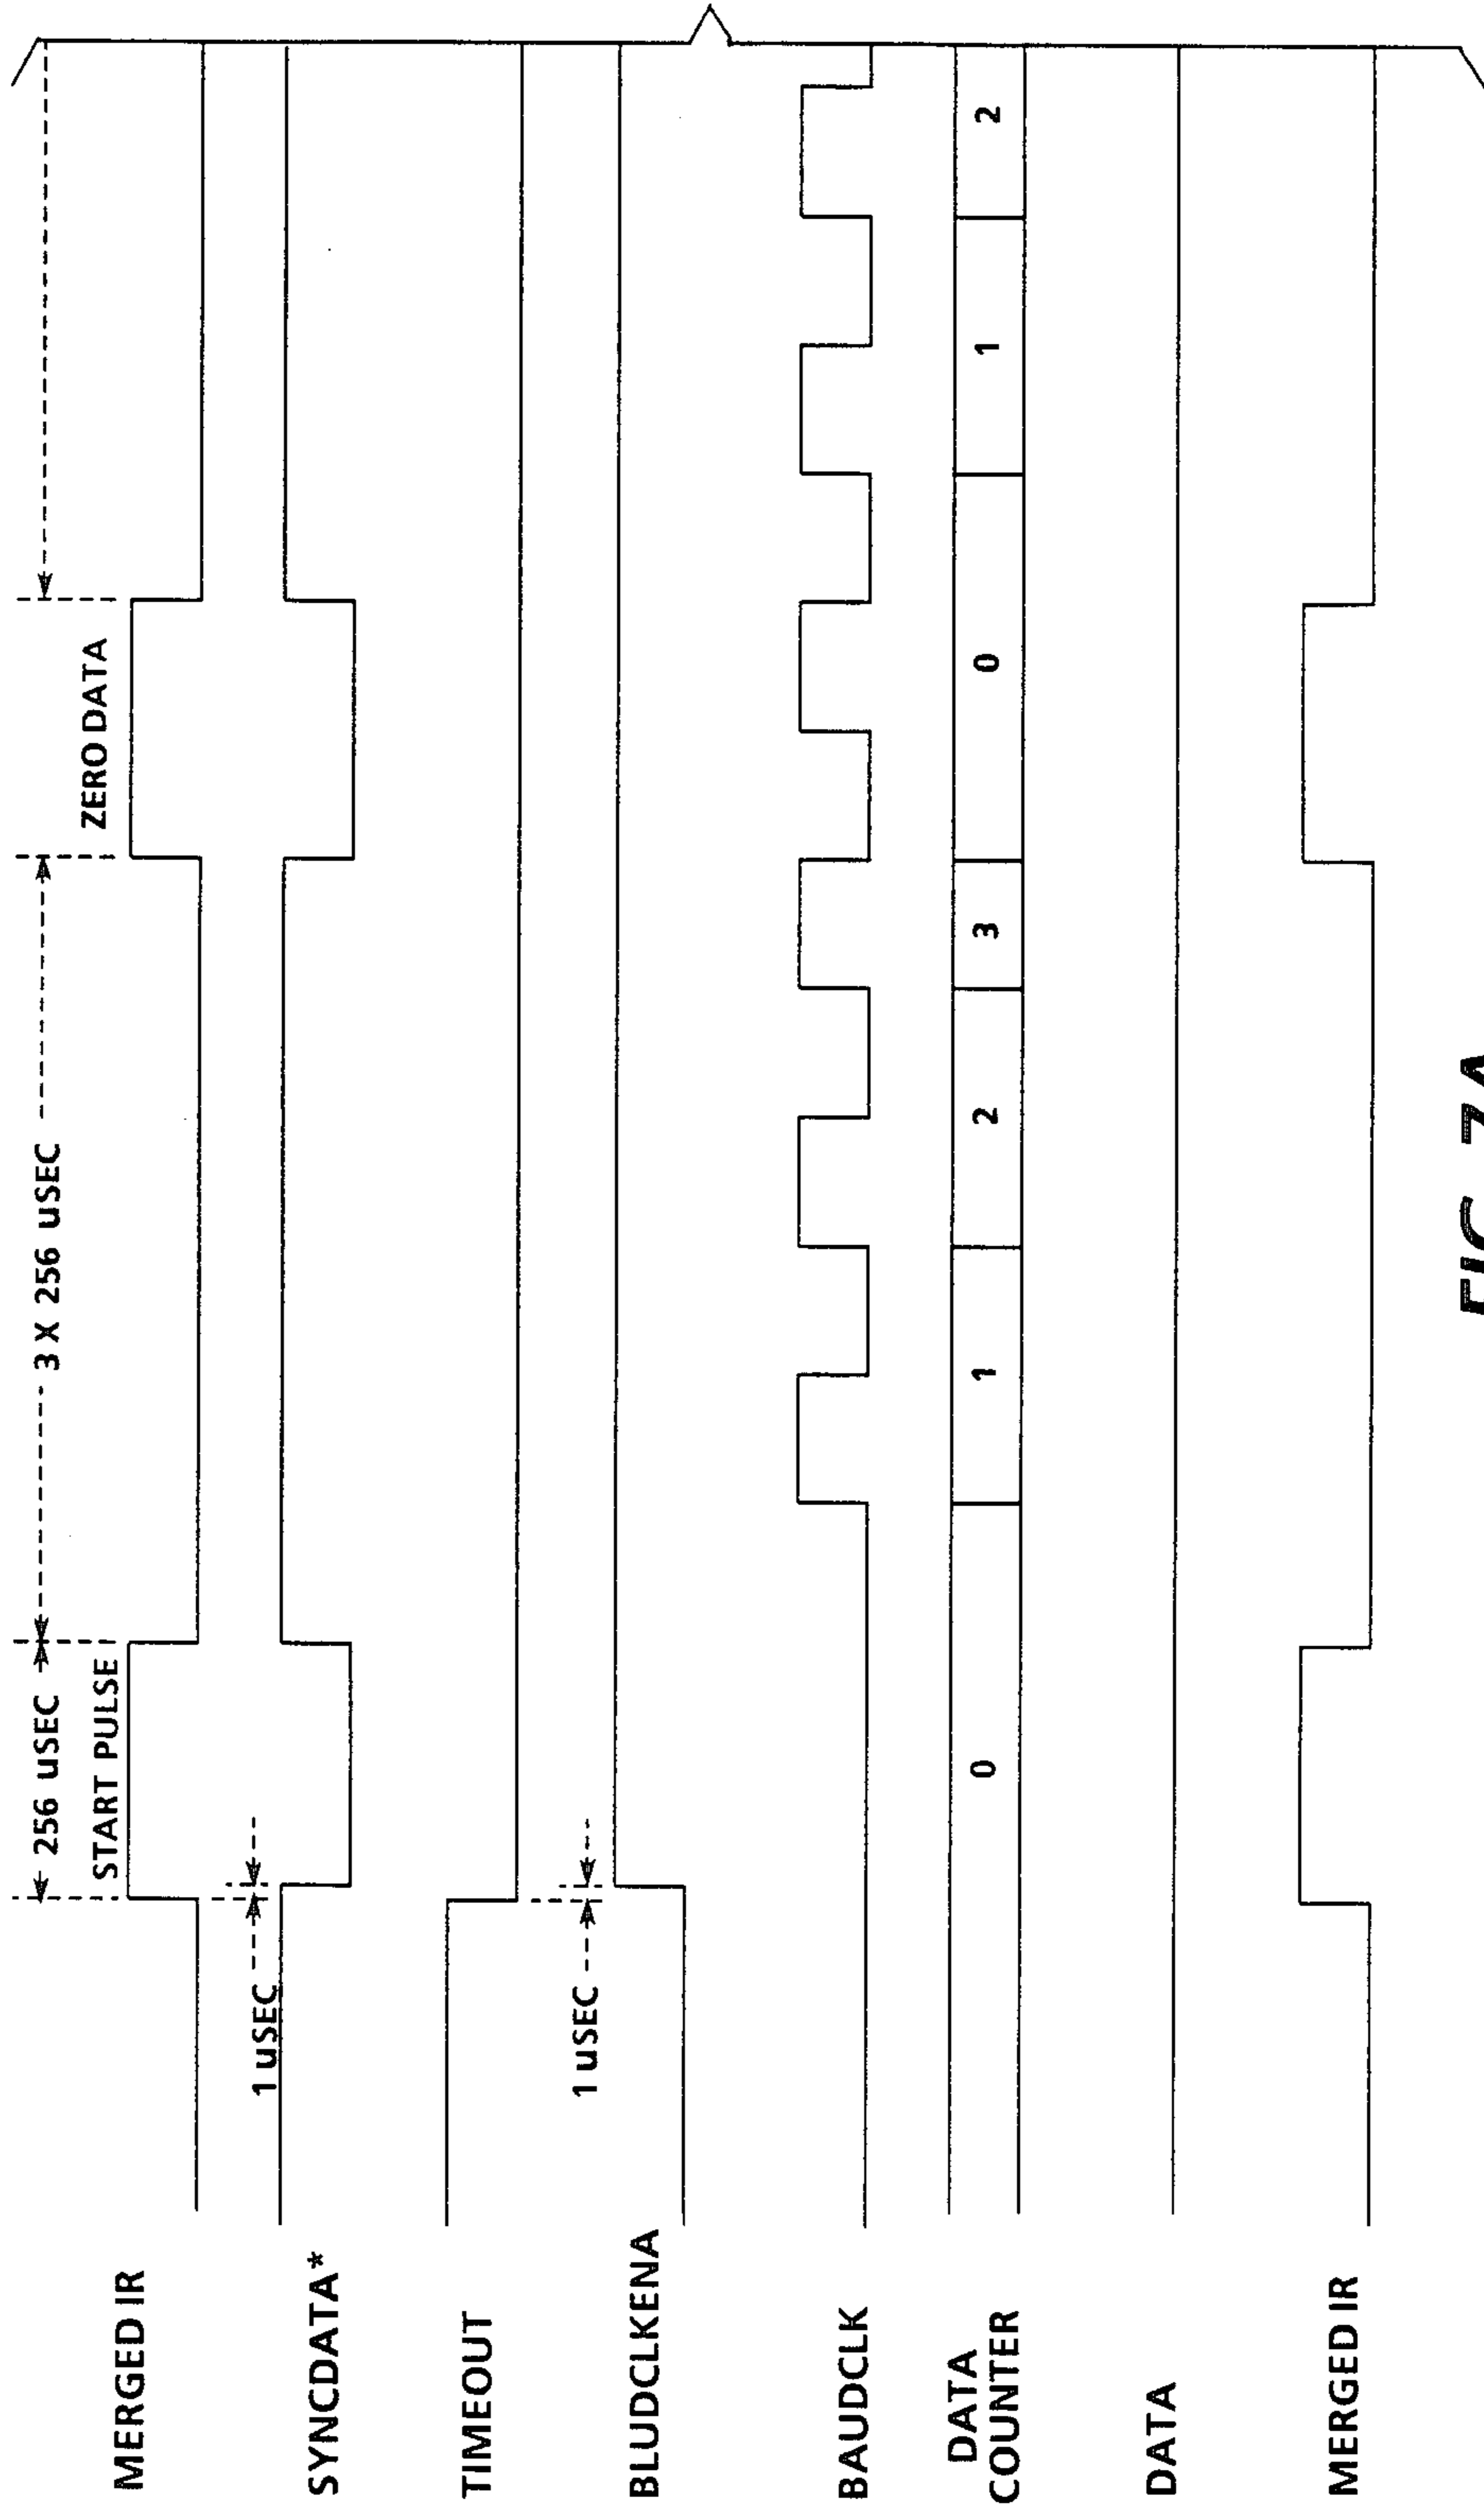 256 uSEC
3 X 256 uSEC
START PULSE
ZERO DATA
MERGED IR
1 uSEC
SYNCDATA*
TIMEOUT
1 uSEC
BLUDCLKENA
BAUDCLK
DATA
COUNTER
0
1
2
3
0
1
2
DATA
MERGED IR